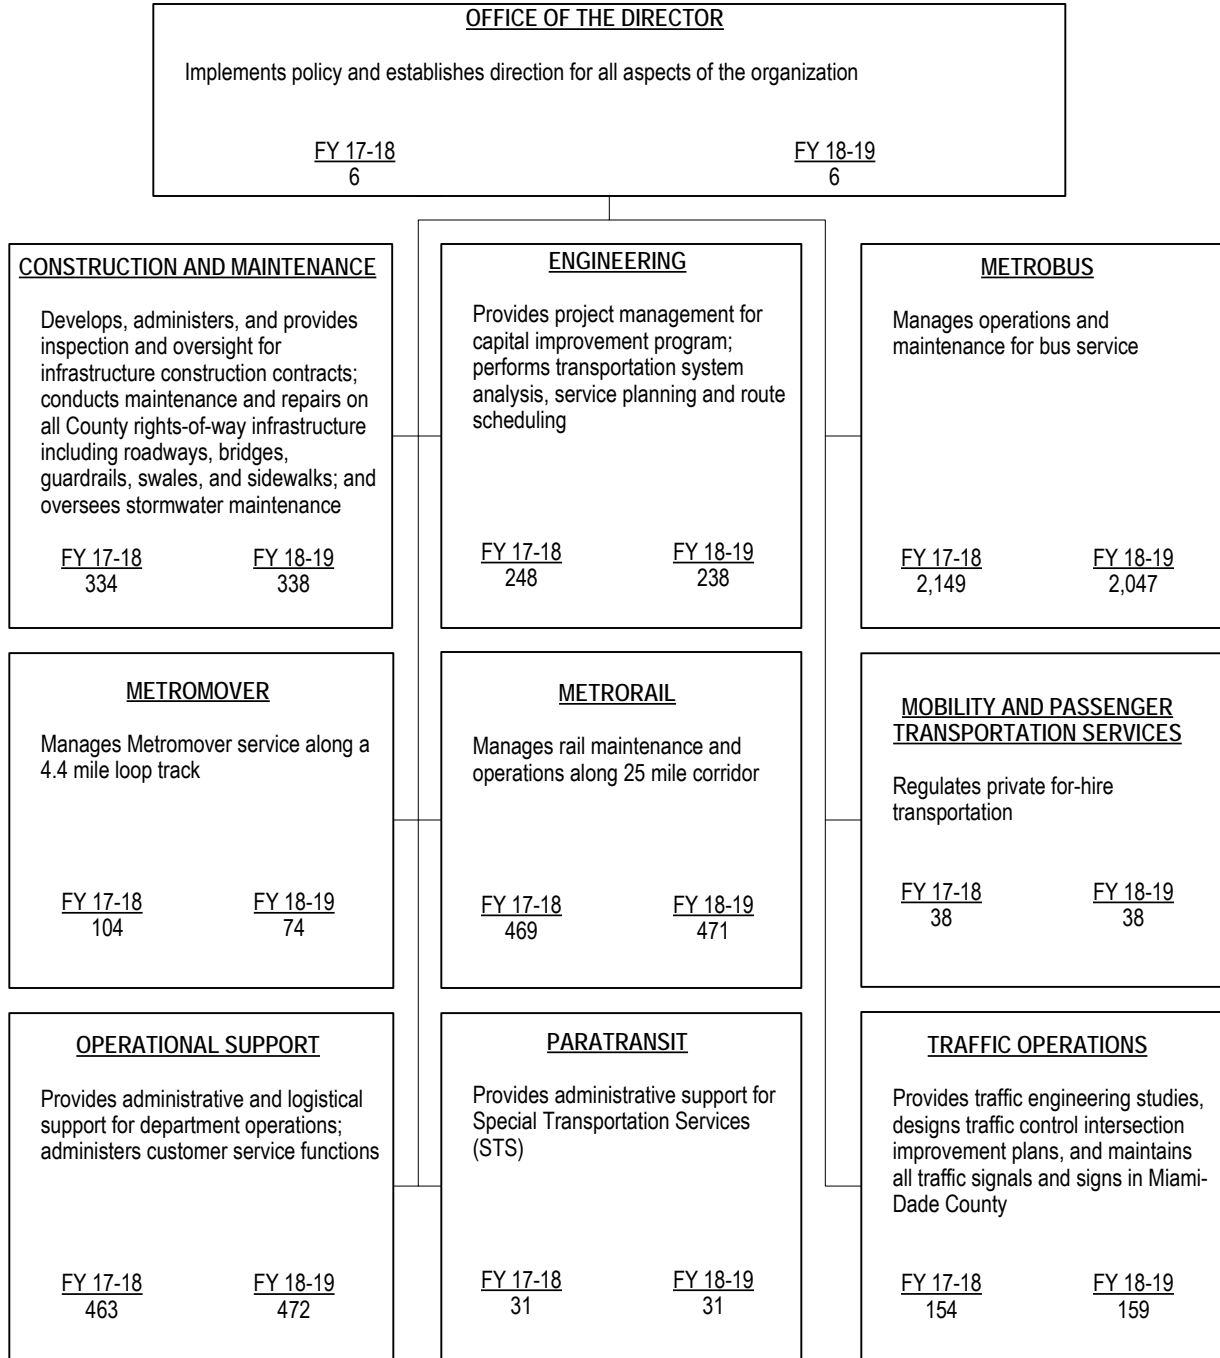 OFFICE OF THE DIRECTOR
Implements policy and establishes direction for all aspects of the organization
FY 17-18 FY 18-19
6 6
CONSTRUCTION AND MAINTENANCE
Develops, administers, and provides
inspection and oversight for
infrastructure construction contracts;
conducts maintenance and repairs on
all County rights-of-way infrastructure
including roadways, bridges,
guardrails, swales, and sidewalks; and
oversees stormwater maintenance
FY 17-18 FY 18-19
334 338
ENGINEERING
Provides project management for
capital improvement program;
performs transportation system
analysis, service planning and route
scheduling
FY 17-18 FY 18-19
248 238
METROBUS
Manages operations and
maintenance for bus service
FY 17-18 FY 18-19
2,149 2,047
METROMOVER
Manages Metromover service along a
4.4 mile loop track
FY 17-18 FY 18-19
104 74
METRORAIL
Manages rail maintenance and
operations along 25 mile corridor
FY 17-18 FY 18-19
469 471
MOBILITY AND PASSENGER
TRANSPORTATION SERVICES
Regulates private for-hire
transportation
FY 17-18 FY 18-19
38 38
OPERATIONAL SUPPORT
Provides administrative and logistical
support for department operations;
administers customer service functions
FY 17-18 FY 18-19
463 472
PARATRANSIT
Provides administrative support for
Special Transportation Services
(STS)
FY 17-18 FY 18-19
31 31
TRAFFIC OPERATIONS
Provides traffic engineering studies,
designs traffic control intersection
improvement plans, and maintains
all traffic signals and signs in Miami-
Dade County
FY 17-18 FY 18-19
154 159